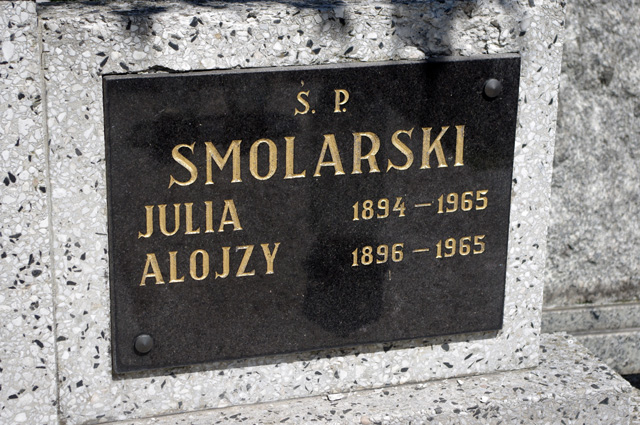 Ś. P.
SMOLARSKI
JULIA 1894 – 1965
ALOJZY 1896 – 1965